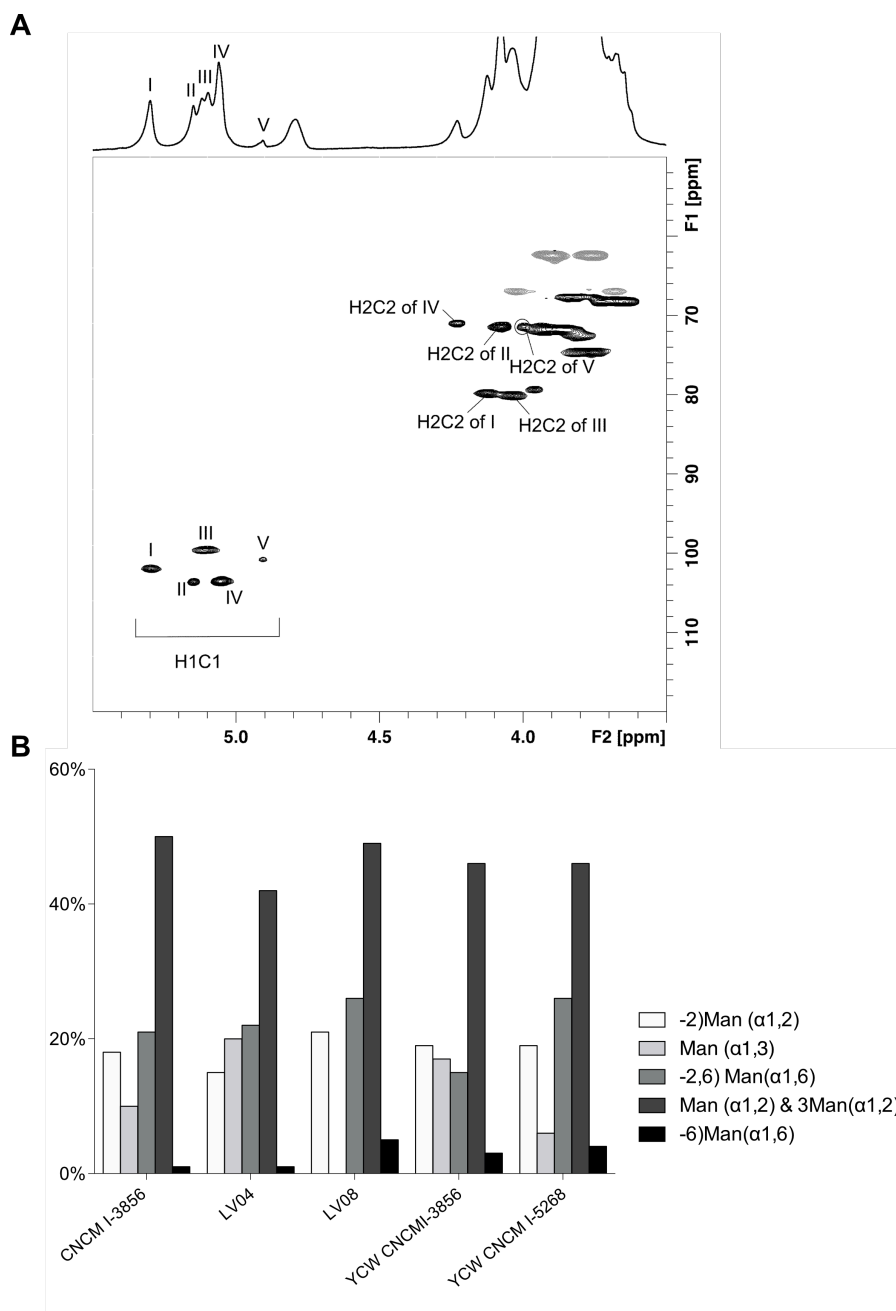 A
I
II
III
IV
V
F1 [ppm]
H2C2 of IV
70
H2C2 of II
H2C2 of V
80
H2C2 of I
H2C2 of III
90
III
V
100
I
II
IV
110
H1C1
5.0
4.5
4.0
F2 [ppm]
B
60%
40%
20%
0%
-2)Man (α1,2)
Man (α1,3)
-2,6) Man(α1,6)
Man (α1,2) & 3Man(α1,2)
-6)Man(α1,6)
CNCM I-3856
LV04
LV08
YCW CNCMI-3856
YCW CNCM I-5268